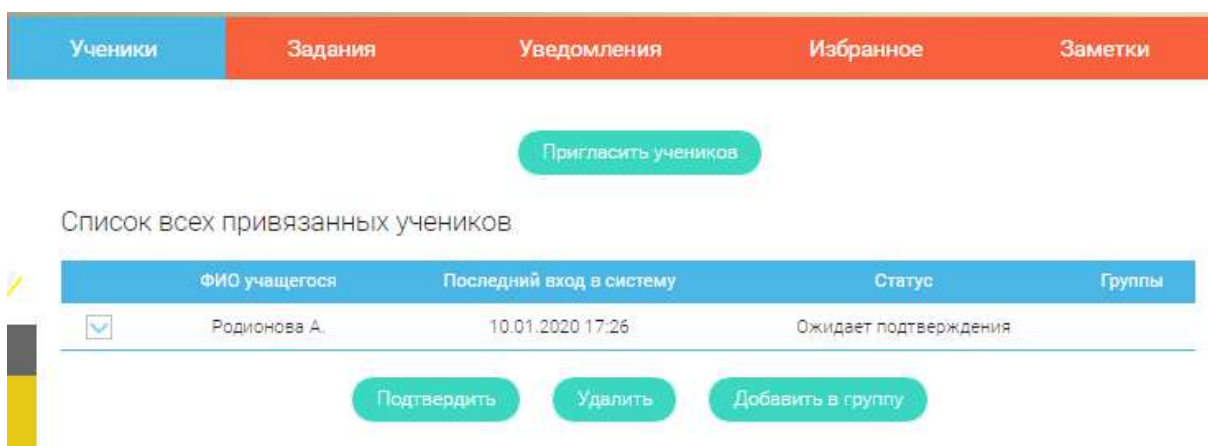 Ученики Задания Уведомления Избранное Заметки
Пригласить учеников
Список всех привязанных учеников
ФИО учащегося Последний вход в систему Статус Группы
Родионова А. 10.01.2020 17:26 Ожидает подтверждения
Подтвердить Удалить Добавить в группу